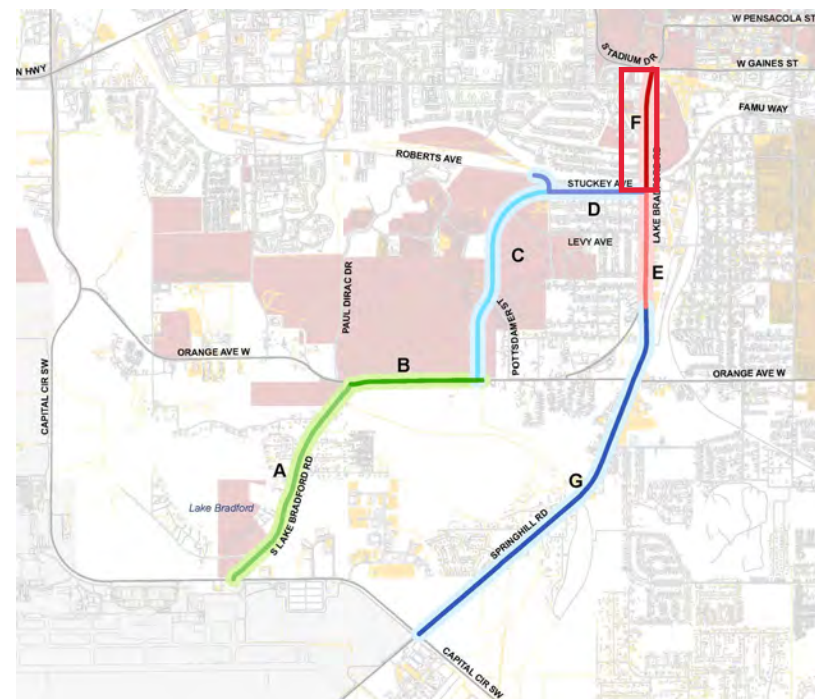 W PENSACOLA ST
STADIUM DR
W GAINES ST
N HWY
FAMU WAY
F
ROBERTS AVE
STUCKEY AVE
LAKE BRADFORD RD
D
LEVY AVE
C
E
PAUL DIRAC DR
POTTSDAMER ST
ORANGE AVE W
B
ORANGE AVE W
CAPITAL CIR SW
A
S LAKE BRADFORD RD
G
Lake Bradford
SPRINGHILL RD
CAPITAL CIR SW